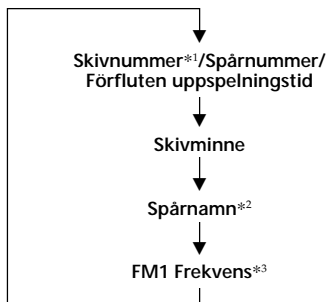 Skivnummer*1/Spårnummer/
Förfluten uppspelningstid
Skivminne
Spårnamn*2
FM1 Frekvens*3